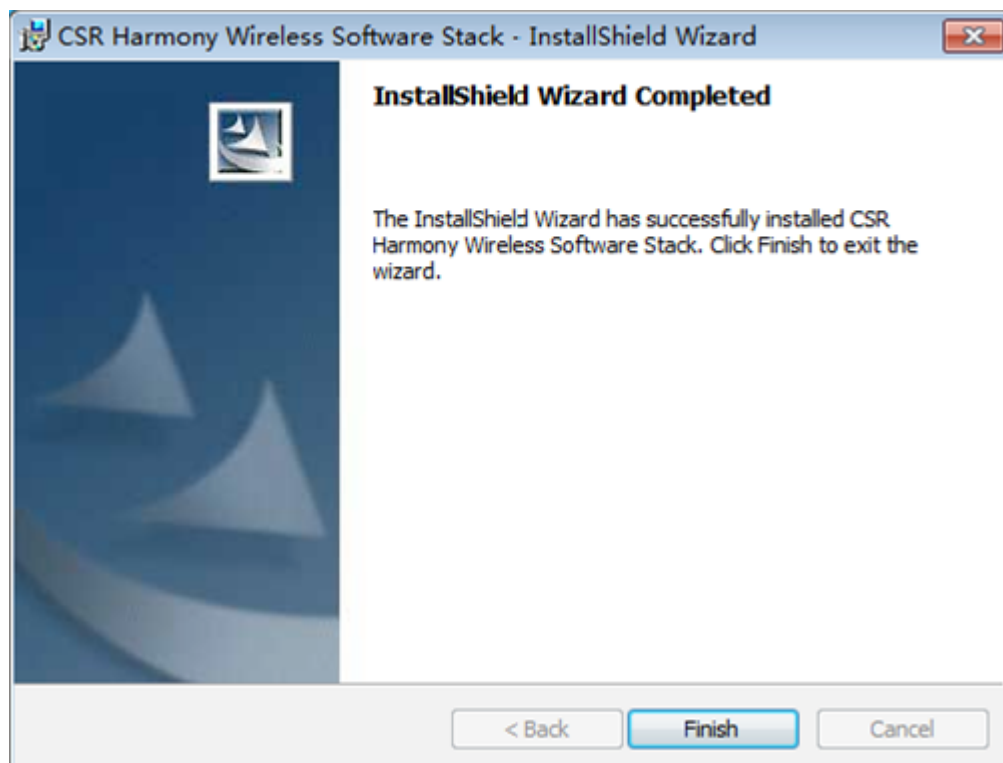 CSR Harmony Wireless Software Stack - InstallShield Wizard
InstallShield Wizard Completed
The InstallShield Wizard has successfully installed CSR
Harmony Wireless Software Stack. Click Finish to exit the
wizard.
< Back
Finish
Cancel